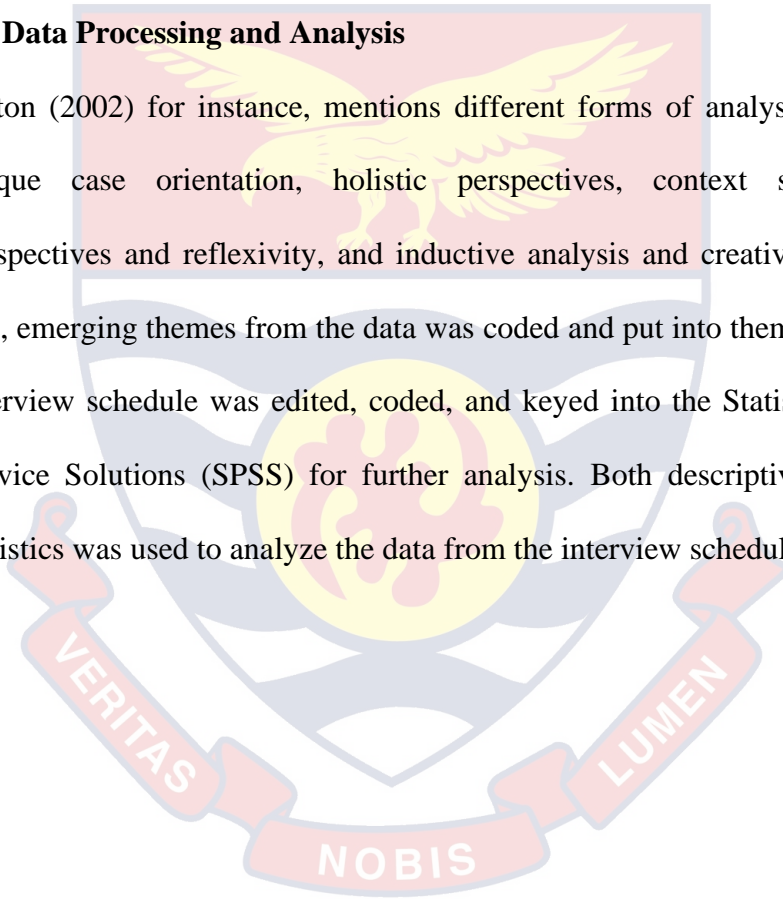 Data Processing and Analysis
ton (2002) for instance, mentions different forms of analys
que case orientation, holistic perspectives, context s
spectives and reflexivity, and inductive analysis and creativ
, emerging themes from the data was coded and put into them
erview schedule was edited, coded, and keyed into the Statis
vice Solutions (SPSS) for further analysis. Both descriptiv
istics was used to analyze the data from the interview schedul
VERITAS
NOBIS
LUMEN